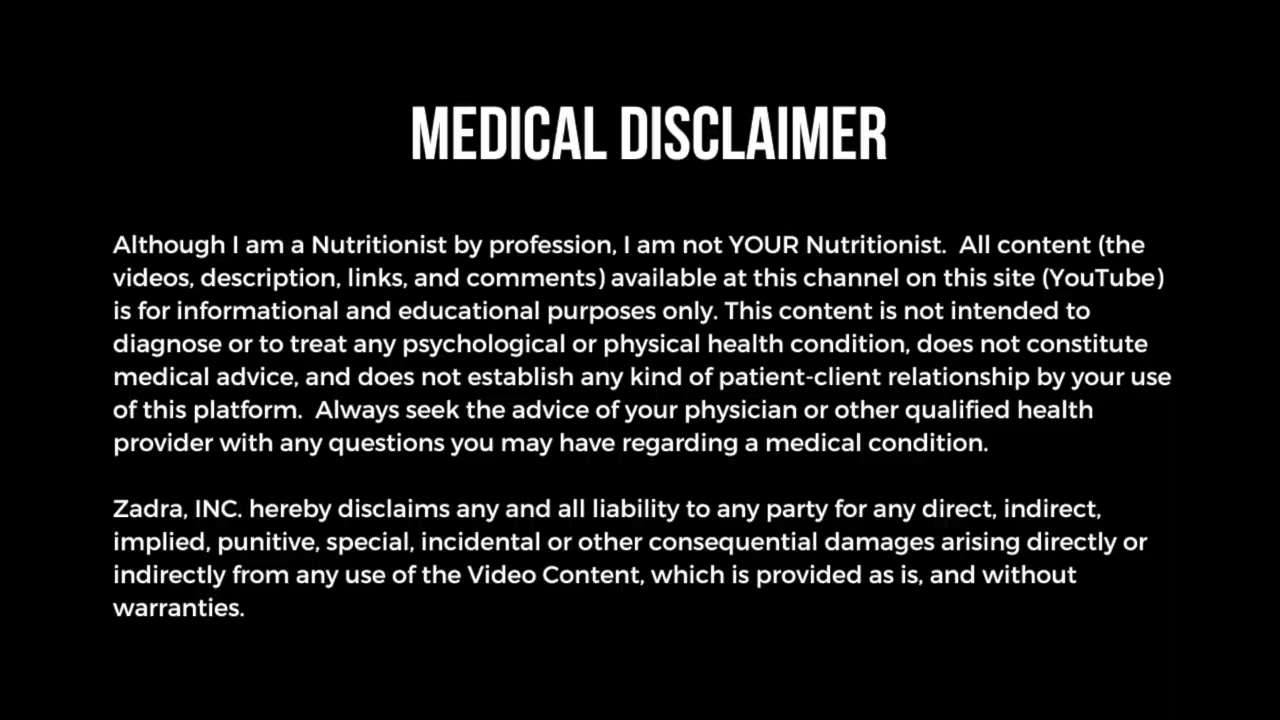 MEDICAL DISCLAIMER
Although I am a Nutritionist by profession, I am not YOUR Nutritionist.  All content (the
videos, description, links, and comments) available at this channel on this site (YouTube)
is for informational and educational purposes only. This content is not intended to
diagnose or to treat any psychological or physical health condition, does not constitute
medical advice, and does not establish any kind of patient-client relationship by your use
of this platform.  Always seek the advice of your physician or other qualified health
provider with any questions you may have regarding a medical condition.
Zadra, INC. hereby disclaims any and all liability to any party for any direct, indirect,
implied, punitive, special, incidental or other consequential damages arising directly or
indirectly from any use of the Video Content, which is provided as is, and without
warranties.